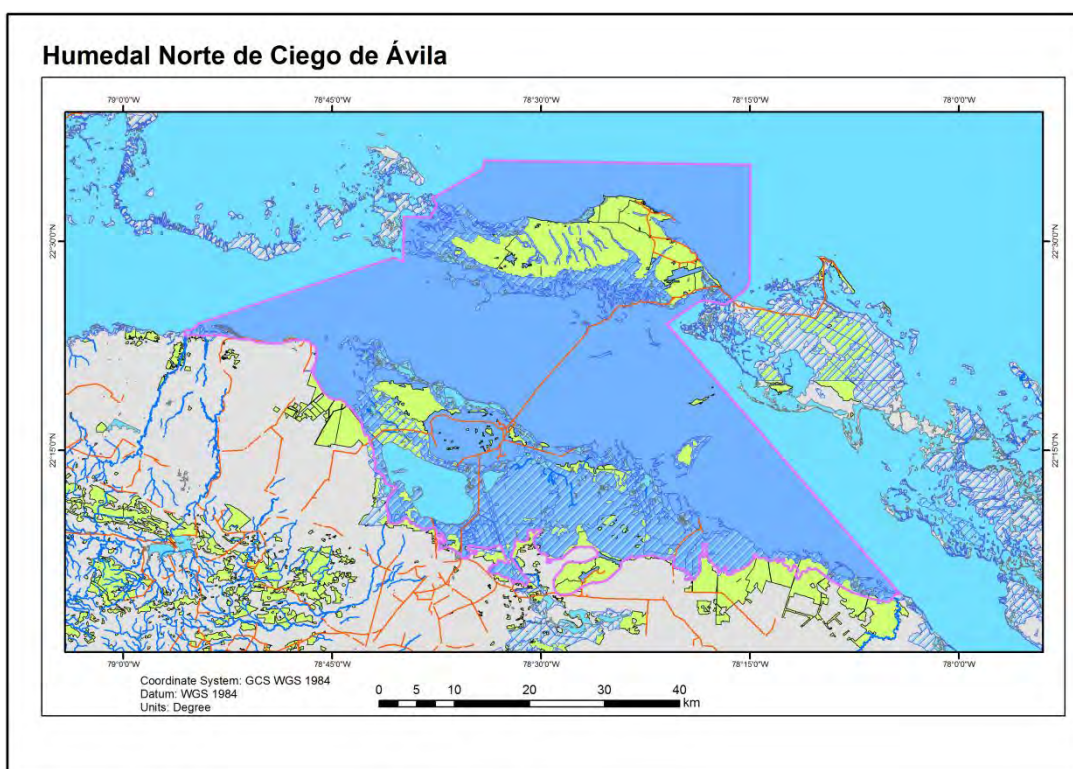 Humedal Norte de Ciego de Ávila
79°0'0"W 78°45'0"W 78°30'0"W 78°15'0"W 78°0'0"W
22°30'0"N 22°30'0"N
22°15'0"N 22°15'0"N
79°0'0"W 78°45'0"W 78°30'0"W 78°15'0"W 78°0'0"W
Coordinate System: GCS WGS 1984
Datum: WGS 1984
Units: Degree
0 5 10 20 30 40
km